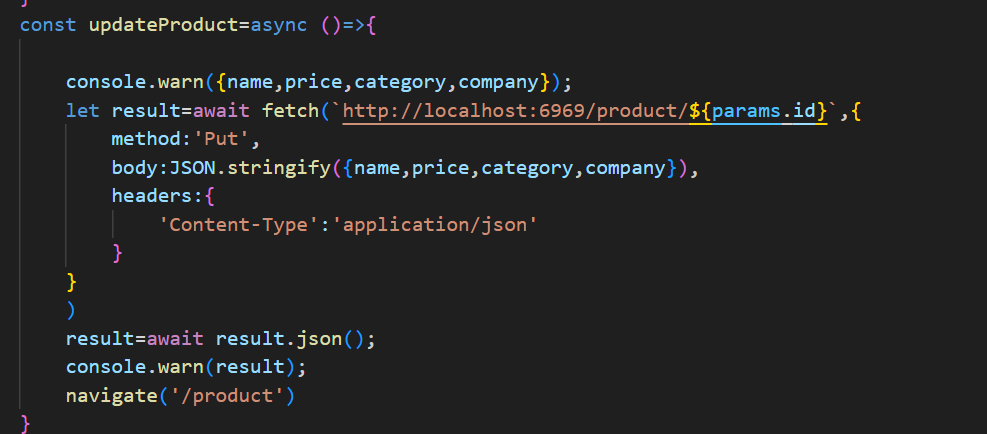 }
const updateProduct=async ()=>{
console.warn({name,price,category,company});
let result=await fetch(`http://localhost:6969/product/${params.id}`,{
method:'Put',
body:JSON.stringify({name,price,category,company}),
headers:{
'Content-Type':'application/json'
}
}
)
result=await result.json();
console.warn(result);
navigate('/product')
}